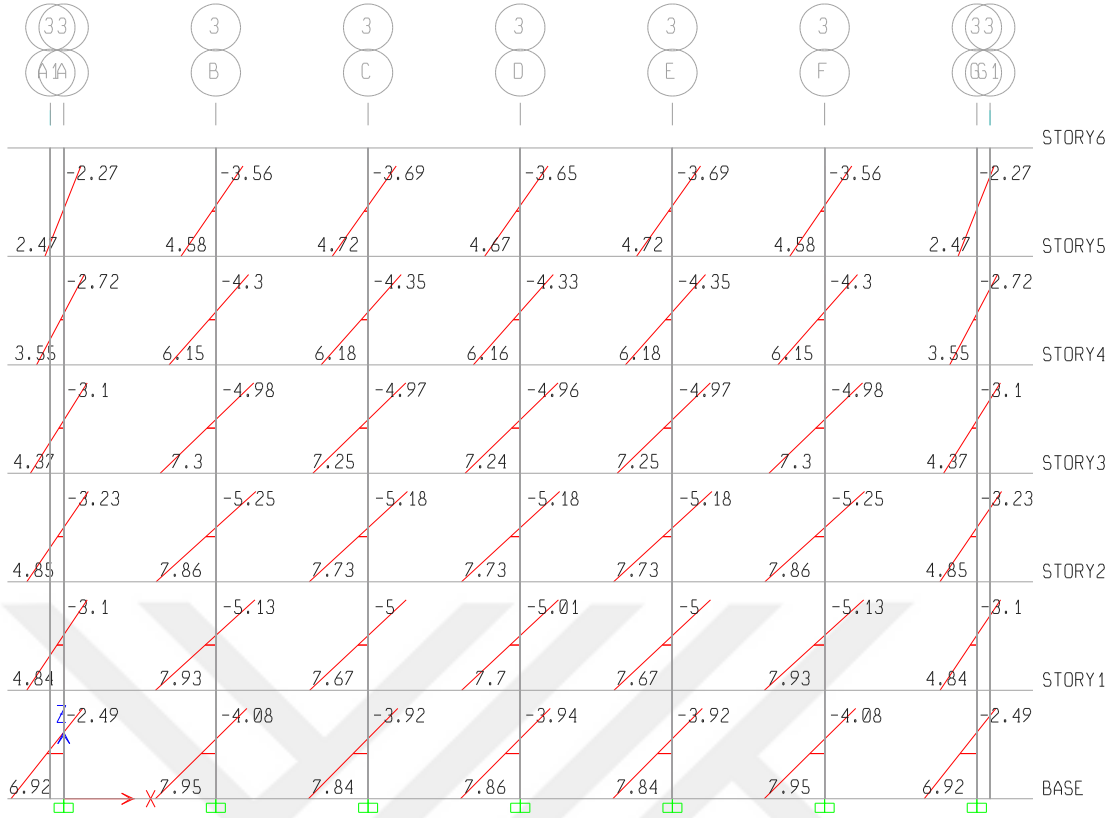 3 3 3 3 3 3 3 3 3
A1 A B C D E F G G1
STORY6
-2.27 -3.56 -3.69 -3.65 -3.69 -3.56 -2.27
2.47 4.58 4.72 4.67 4.72 4.58 2.47 STORY5
-2.72 -4.3 -4.35 -4.33 -4.35 -4.3 -2.72
3.55 6.15 6.18 6.16 6.18 6.15 3.55 STORY4
-3.1 -4.98 -4.97 -4.96 -4.97 -4.98 -3.1
4.37 7.3 7.25 7.24 7.25 7.3 4.37 STORY3
-3.23 -5.25 -5.18 -5.18 -5.18 -5.25 -3.23
4.85 7.86 7.73 7.73 7.73 7.86 4.85 STORY2
-3.1 -5.13 -5 -5.01 -5 -5.13 -3.1
4.84 7.93 7.67 7.7 7.67 7.93 4.84 STORY1
Z -2.49 -4.08 -3.92 -3.94 -3.92 -4.08 -2.49
6.92 X 7.95 7.84 7.86 7.84 7.95 6.92 BASE